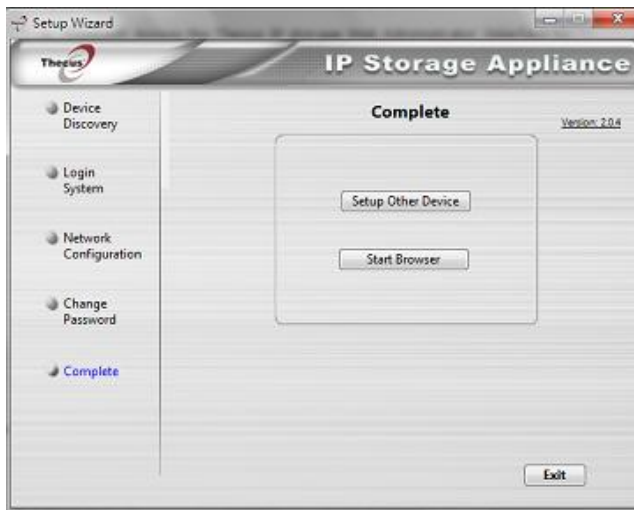 Setup Wizard
Thecus
IP Storage Appliance
Device
Discovery
Login
System
Network
Configuration
Change
Password
Complete
Complete
Version: 2.0.4
Setup Other Device
Start Browser
Exit